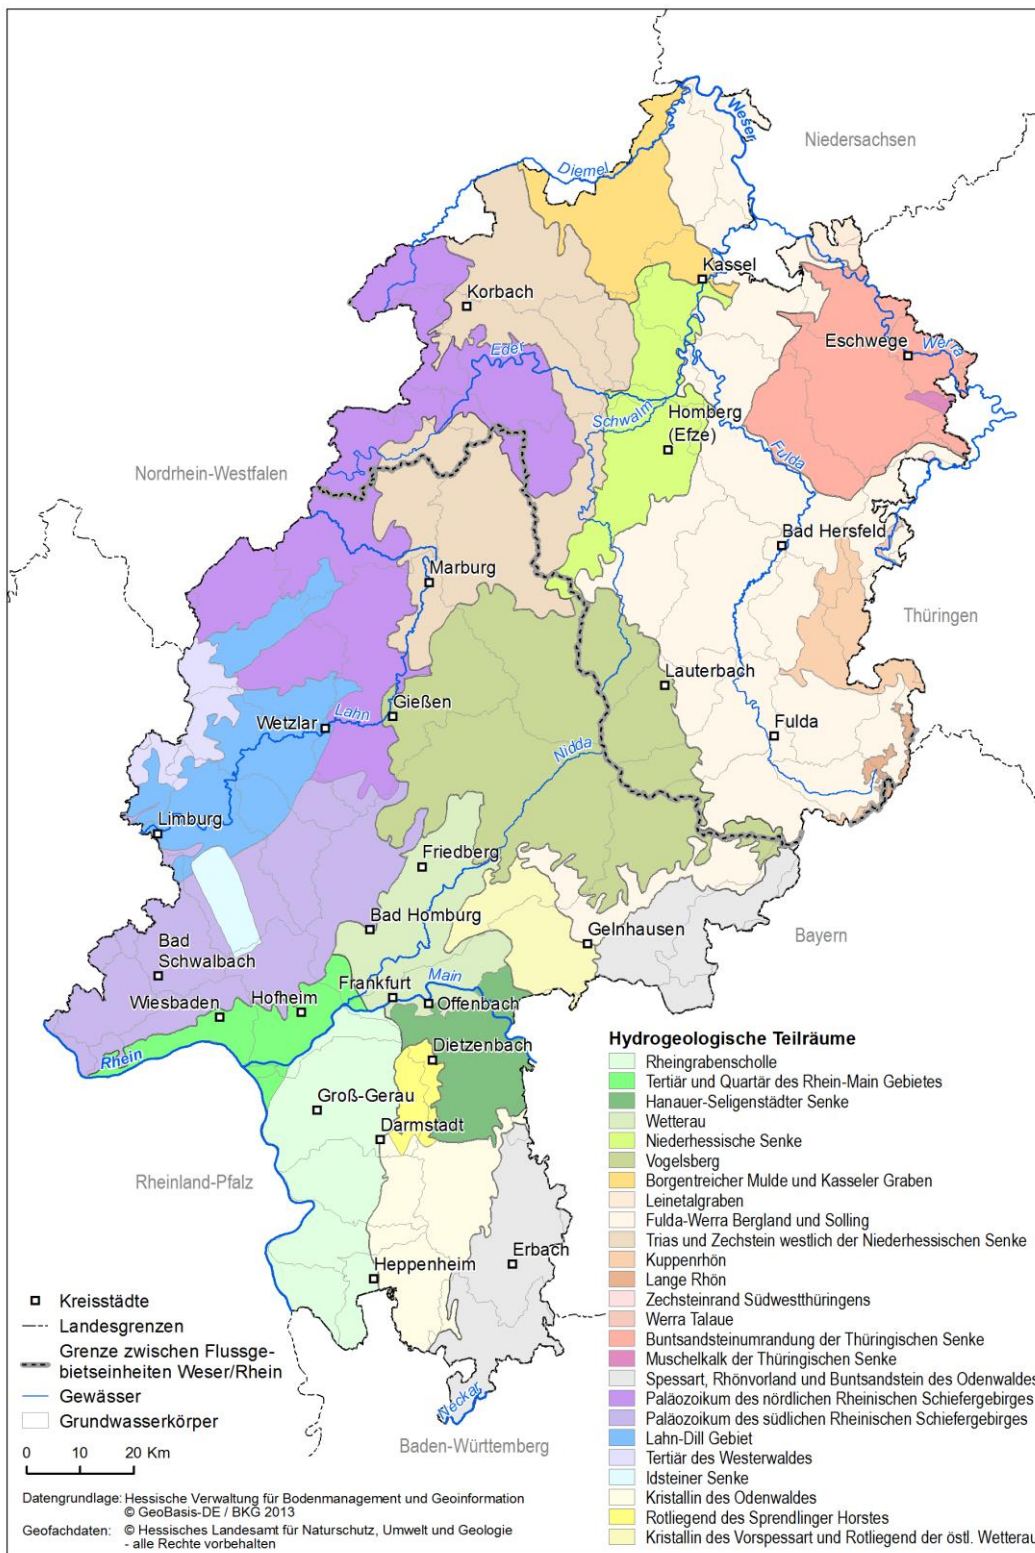 Niedersachsen
Weser
Diemel
Kassel
Korbach
Eschwege
Werra
Eder
Schwalm
Homberg
(Efze)
Fulda
Nordrhein-Westfalen
Bad Hersfeld
Marburg
Thüringen
Lauterbach
Gießen
Lahn
Wetzlar
Fulda
Nidda
Limburg
Friedberg
Bad Homburg
Gelnhausen
Bayern
Bad
Schwalbach
Main
Frankfurt
Hofheim
Wiesbaden
Offenbach
Rhein
Dietzenbach
Groß-Gerau
Darmstadt
Rheinland-Pfalz
Erbach
Heppenheim
Neckar
Baden-Württemberg
Hydrogeologische Teilräume
Rheingrabenscholle
Tertiär und Quartär des Rhein-Main Gebietes
Hanauer-Seligenstädter Senke
Wetterau
Niederhessische Senke
Vogelsberg
Borgentreicher Mulde und Kasseler Graben
Leinetalgraben
Fulda-Werra Bergland und Solling
Trias und Zechstein westlich der Niederhessischen Senke
Kuppenrhön
Lange Rhön
Zechsteinrand Südwestthüringens
Werra Talaue
Buntsandsteinumrandung der Thüringischen Senke
Muschelkalk der Thüringischen Senke
Spessart, Rhönvorland und Buntsandstein des Odenwaldes
Paläozoikum des nördlichen Rheinischen Schiefergebirges
Paläozoikum des südlichen Rheinischen Schiefergebirges
Lahn-Dill Gebiet
Tertiär des Westerwaldes
Idsteiner Senke
Kristallin des Odenwaldes
Rotliegend des Sprendlinger Horstes
Kristallin des Vorspessart und Rotliegend der östl. Wetterau
Kreisstädte
Landesgrenzen
Grenze zwischen Flussge-
bietseinheiten Weser/Rhein
Gewässer
Grundwasserkörper
0 10 20 Km
Datengrundlage: Hessische Verwaltung für Bodenmanagement und Geoinformation
© GeoBasis-DE / BKG 2013
Geofachdaten: © Hessisches Landesamt für Naturschutz, Umwelt und Geologie
- alle Rechte vorbehalten